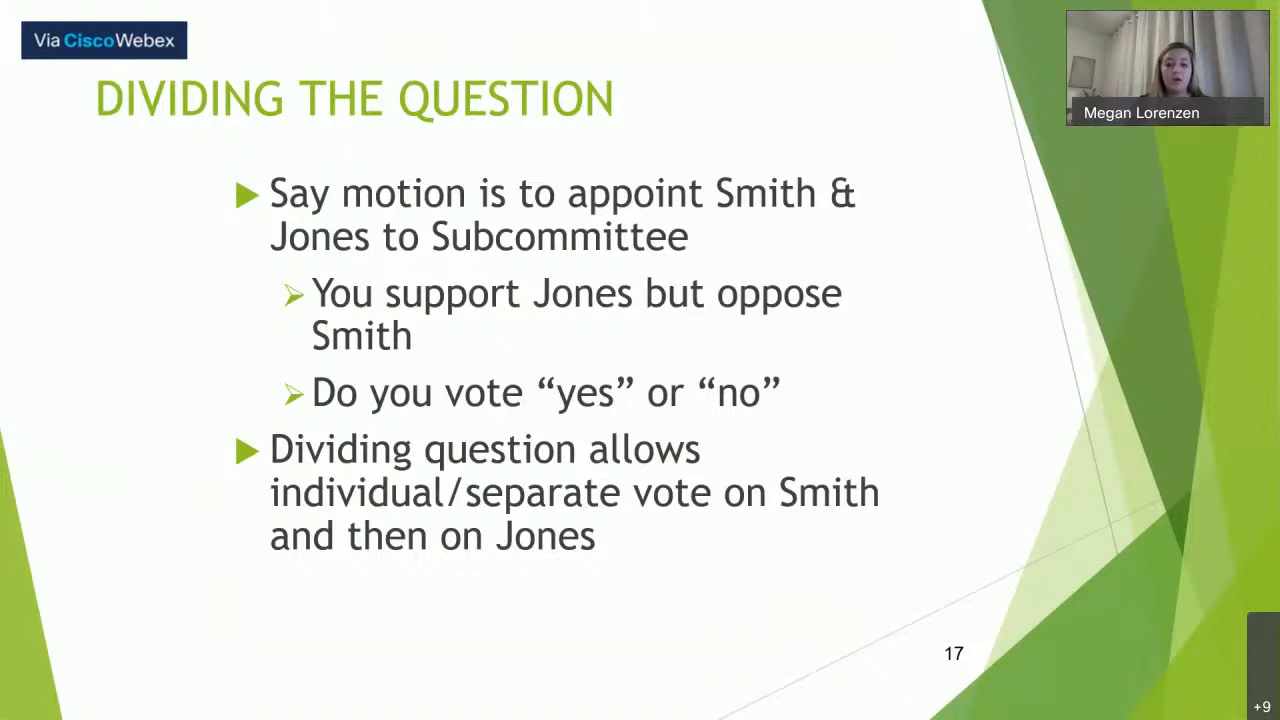 Via CiscoWebex
DIVIDING THE QUESTION
Megan Lorenzen
Say motion is to appoint Smith &
Jones to Subcommittee
You support Jones but oppose
Smith
Do you vote “yes” or “no”
Dividing question allows
individual/separate vote on Smith
and then on Jones
17
+9